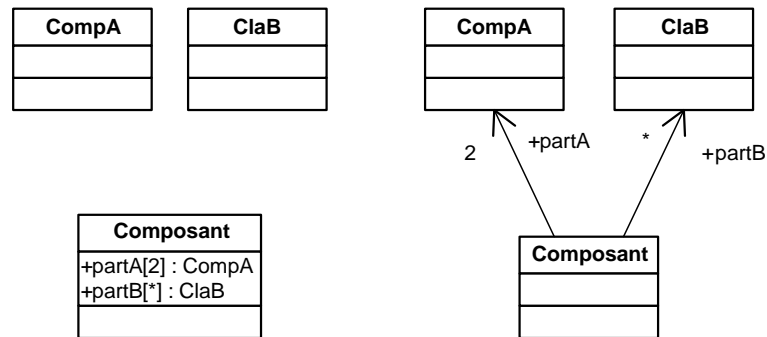 CompA
ClaB
Composant
+partA[2] : CompA
+partB[*] : ClaB
CompA
ClaB
2
+partA
*
+partB
Composant